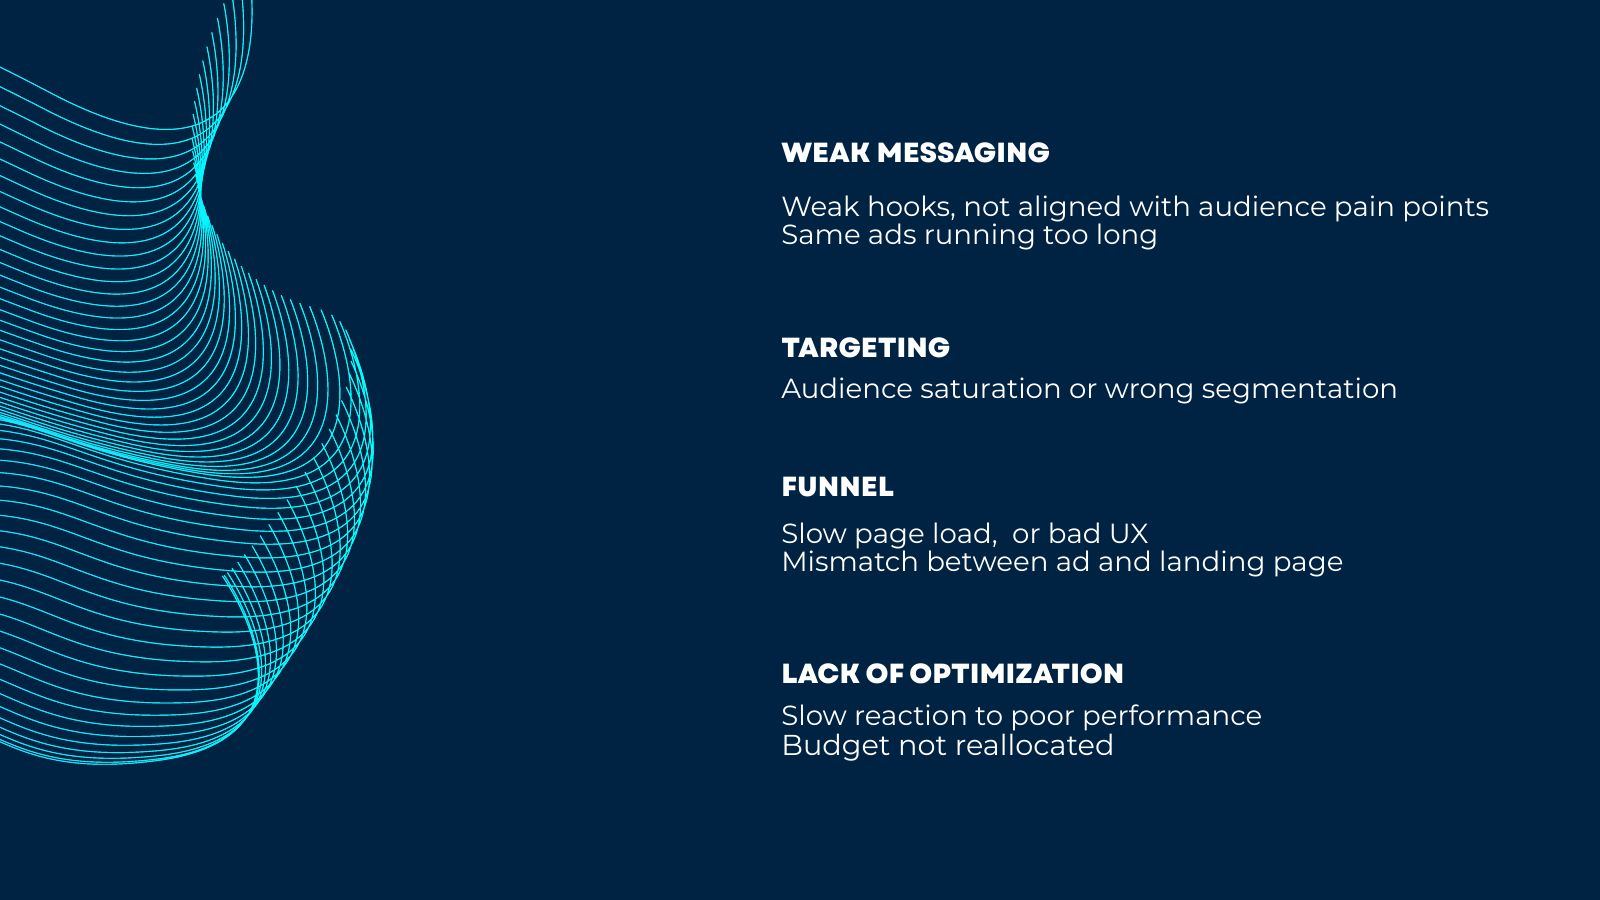 WEAK MESSAGING
Weak hooks, not aligned with audience pain points
Same ads running too long
TARGETING
Audience saturation or wrong segmentation
FUNNEL
Slow page load,  or bad UX
Mismatch between ad and landing page
LACK OF OPTIMIZATION
Slow reaction to poor performance
Budget not reallocated